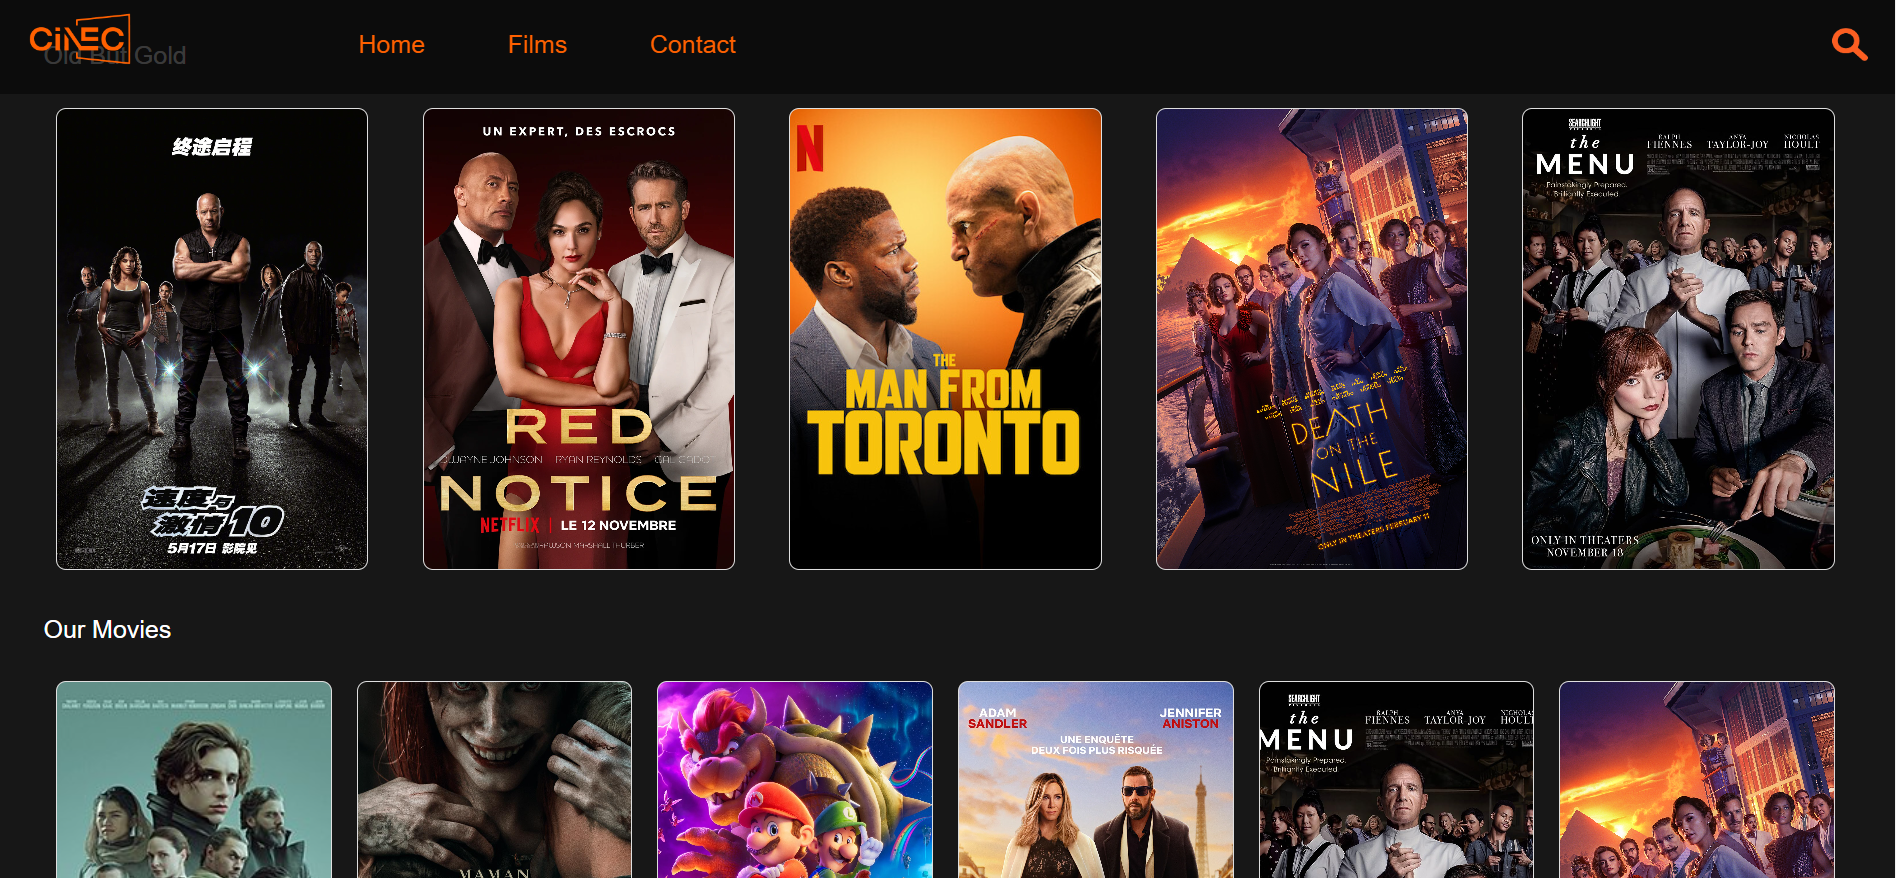 CiNEC
Home
Films
Contact
Old But Gold
终途启程
速度与
激情10
5月17日 影院见
UN EXPERT, DES ESCROCS
RED
DWAYNE JOHNSON RYAN REYNOLDS GAL GADOT
NOTICE
NETFLIX | LE 12 NOVEMBRE
N
THE
MAN FROM
TORONTO
DEATH
ON THE
NILE
ONLY IN THEATERS FEBRUARY 11
SEARCHLIGHT
PICTURES
the
MENU
Painstakingly Prepared.
Brilliantly Executed.
RALPH
FIENNES
ANYA
TAYLOR-JOY
NICHOLAS
HOULT
ONLY IN THEATERS
NOVEMBER 18
Our Movies
MAMAN
ADAM
SANDLER
JENNIFER
ANISTON
UNE ENQUÊTE
DEUX FOIS PLUS RISQUÉE
SEARCHLIGHT
PICTURES
the
MENU
Painstakingly Prepared.
Brilliantly Executed.
RALPH
FIENNES
ANYA
TAYLOR-JOY
NICHOLAS
HOULT